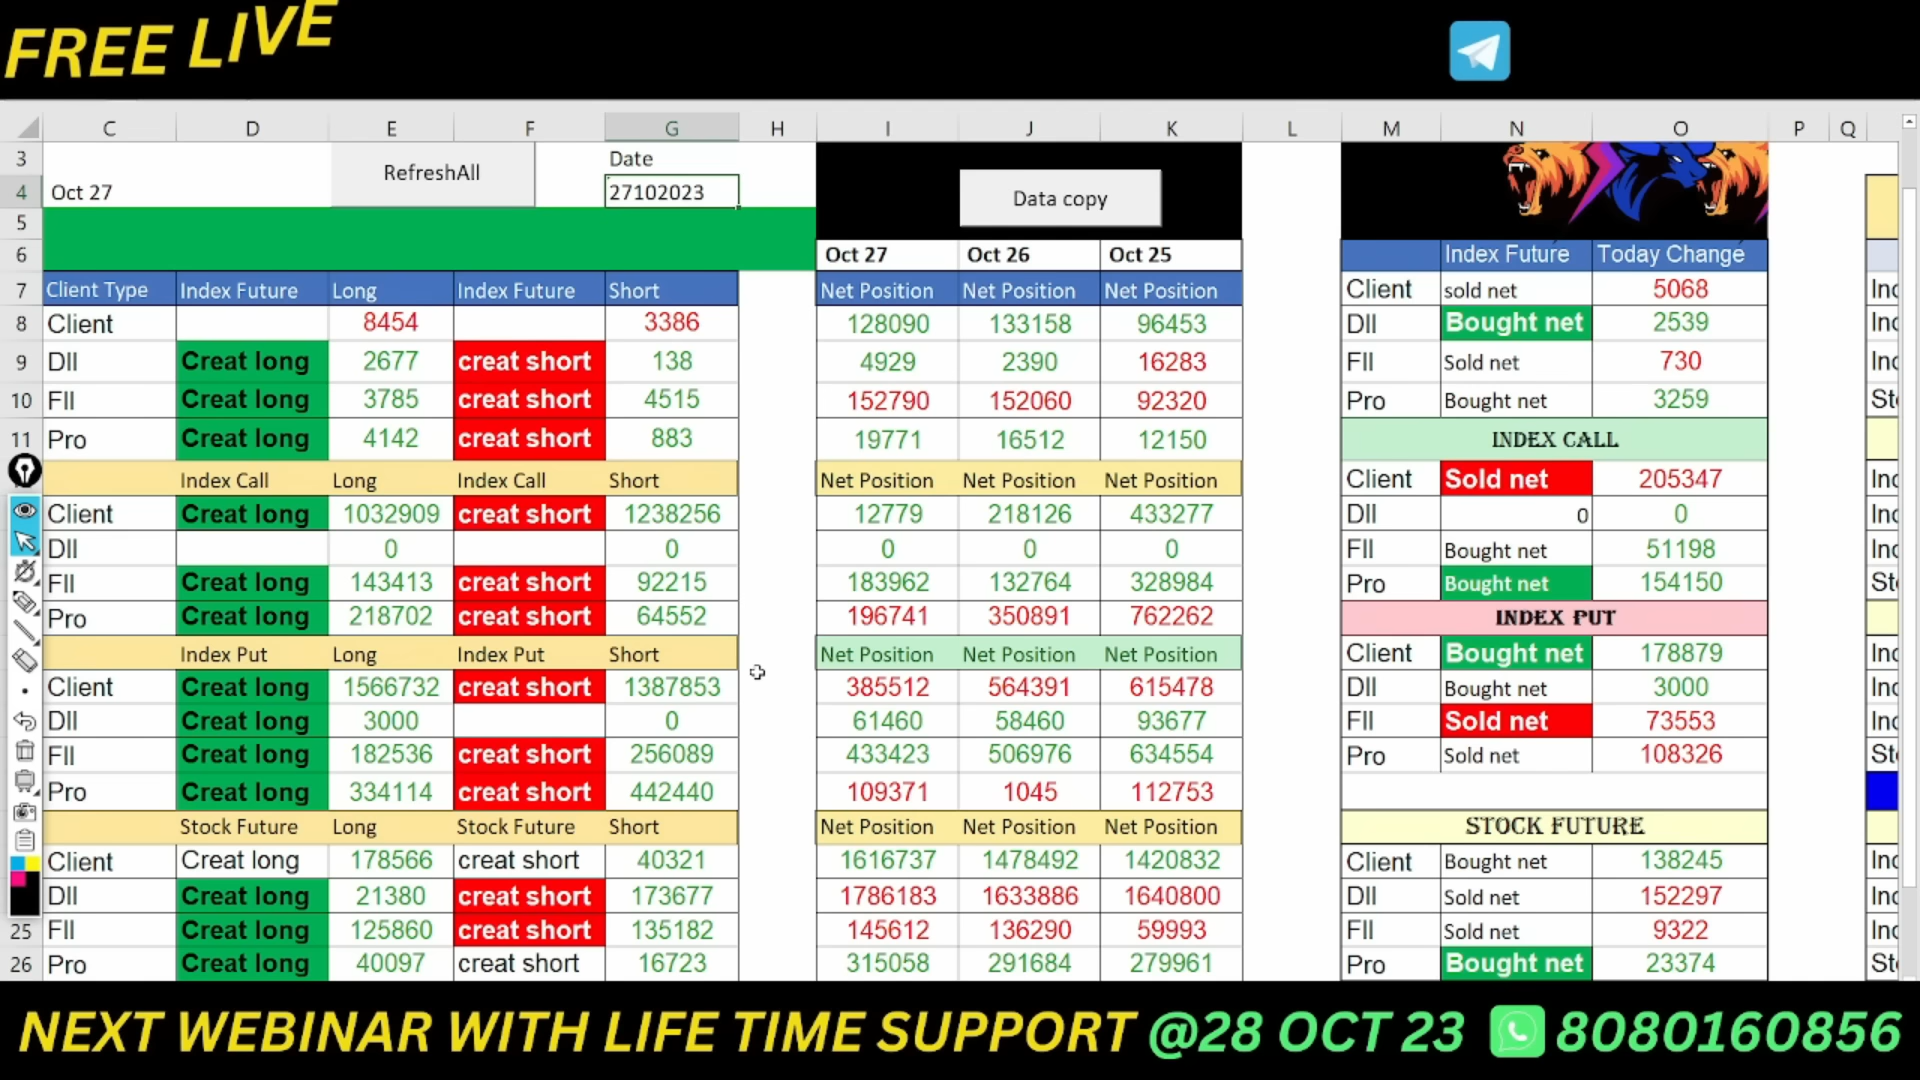 FREE LIVE
C D E F G H I J K L M N O P Q
3 RefreshAll Date
4 Oct 27 27102023 Data copy
5
6 Oct 27 Oct 26 Oct 25 Index Future Today Change
7 Client Type Index Future Long Index Future Short Net Position Net Position Net Position Client sold net 5068
8 Client 8454 3386 128090 133158 96453 DII Bought net 2539
9 DII Creat long 2677 creat short 138 4929 2390 16283 FII Sold net 730
10 FII Creat long 3785 creat short 4515 152790 152060 92320 Pro Bought net 3259
11 Pro Creat long 4142 creat short 883 19771 16512 12150 INDEX CALL
Index Call Long Index Call Short Net Position Net Position Net Position Client Sold net 205347
Client Creat long 1032909 creat short 1238256 12779 218126 433277 DII 0 0
DII 0 0 0 0 0 FII Bought net 51198
FII Creat long 143413 creat short 92215 183962 132764 328984 Pro Bought net 154150
Pro Creat long 218702 creat short 64552 196741 350891 762262 INDEX PUT
Index Put Long Index Put Short Net Position Net Position Net Position Client Bought net 178879
Client Creat long 1566732 creat short 1387853 385512 564391 615478 DII Bought net 3000
DII Creat long 3000 0 61460 58460 93677 FII Sold net 73553
FII Creat long 182536 creat short 256089 433423 506976 634554 Pro Sold net 108326
Pro Creat long 334114 creat short 442440 109371 1045 112753
Stock Future Long Stock Future Short Net Position Net Position Net Position STOCK FUTURE
Client Creat long 178566 creat short 40321 1616737 1478492 1420832 Client Bought net 138245
DII Creat long 21380 creat short 173677 1786183 1633886 1640800 DII Sold net 152297
25 FII Creat long 125860 creat short 135182 145612 136290 59993 FII Sold net 9322
26 Pro Creat long 40097 creat short 16723 315058 291684 279961 Pro Bought net 23374
NEXT WEBINAR WITH LIFE TIME SUPPORT @28 OCT 23 8080160856